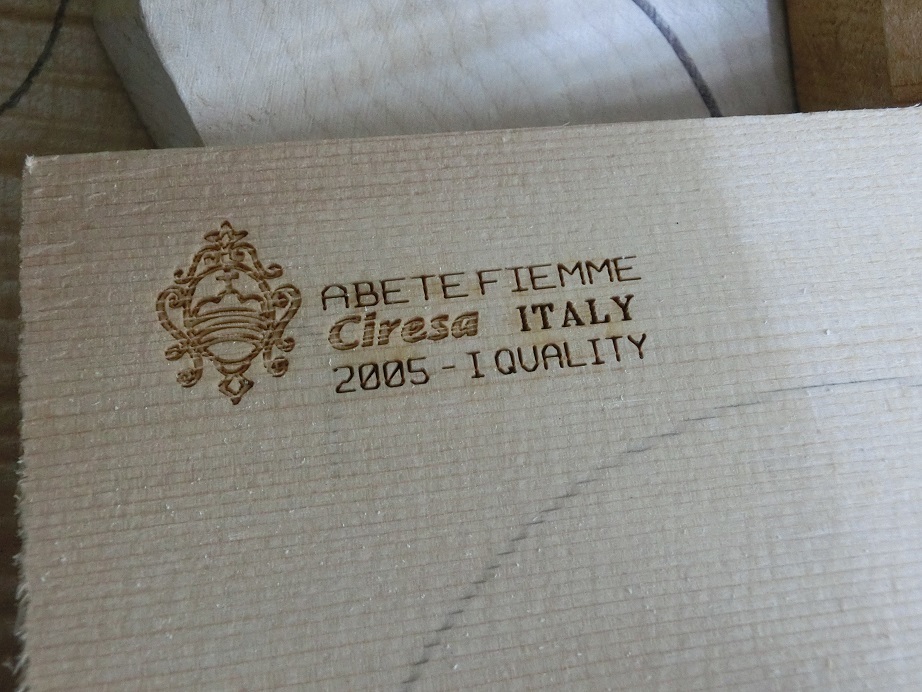 ABETE FIEMME
Ciresa ITALY
2005 - I QUALITY